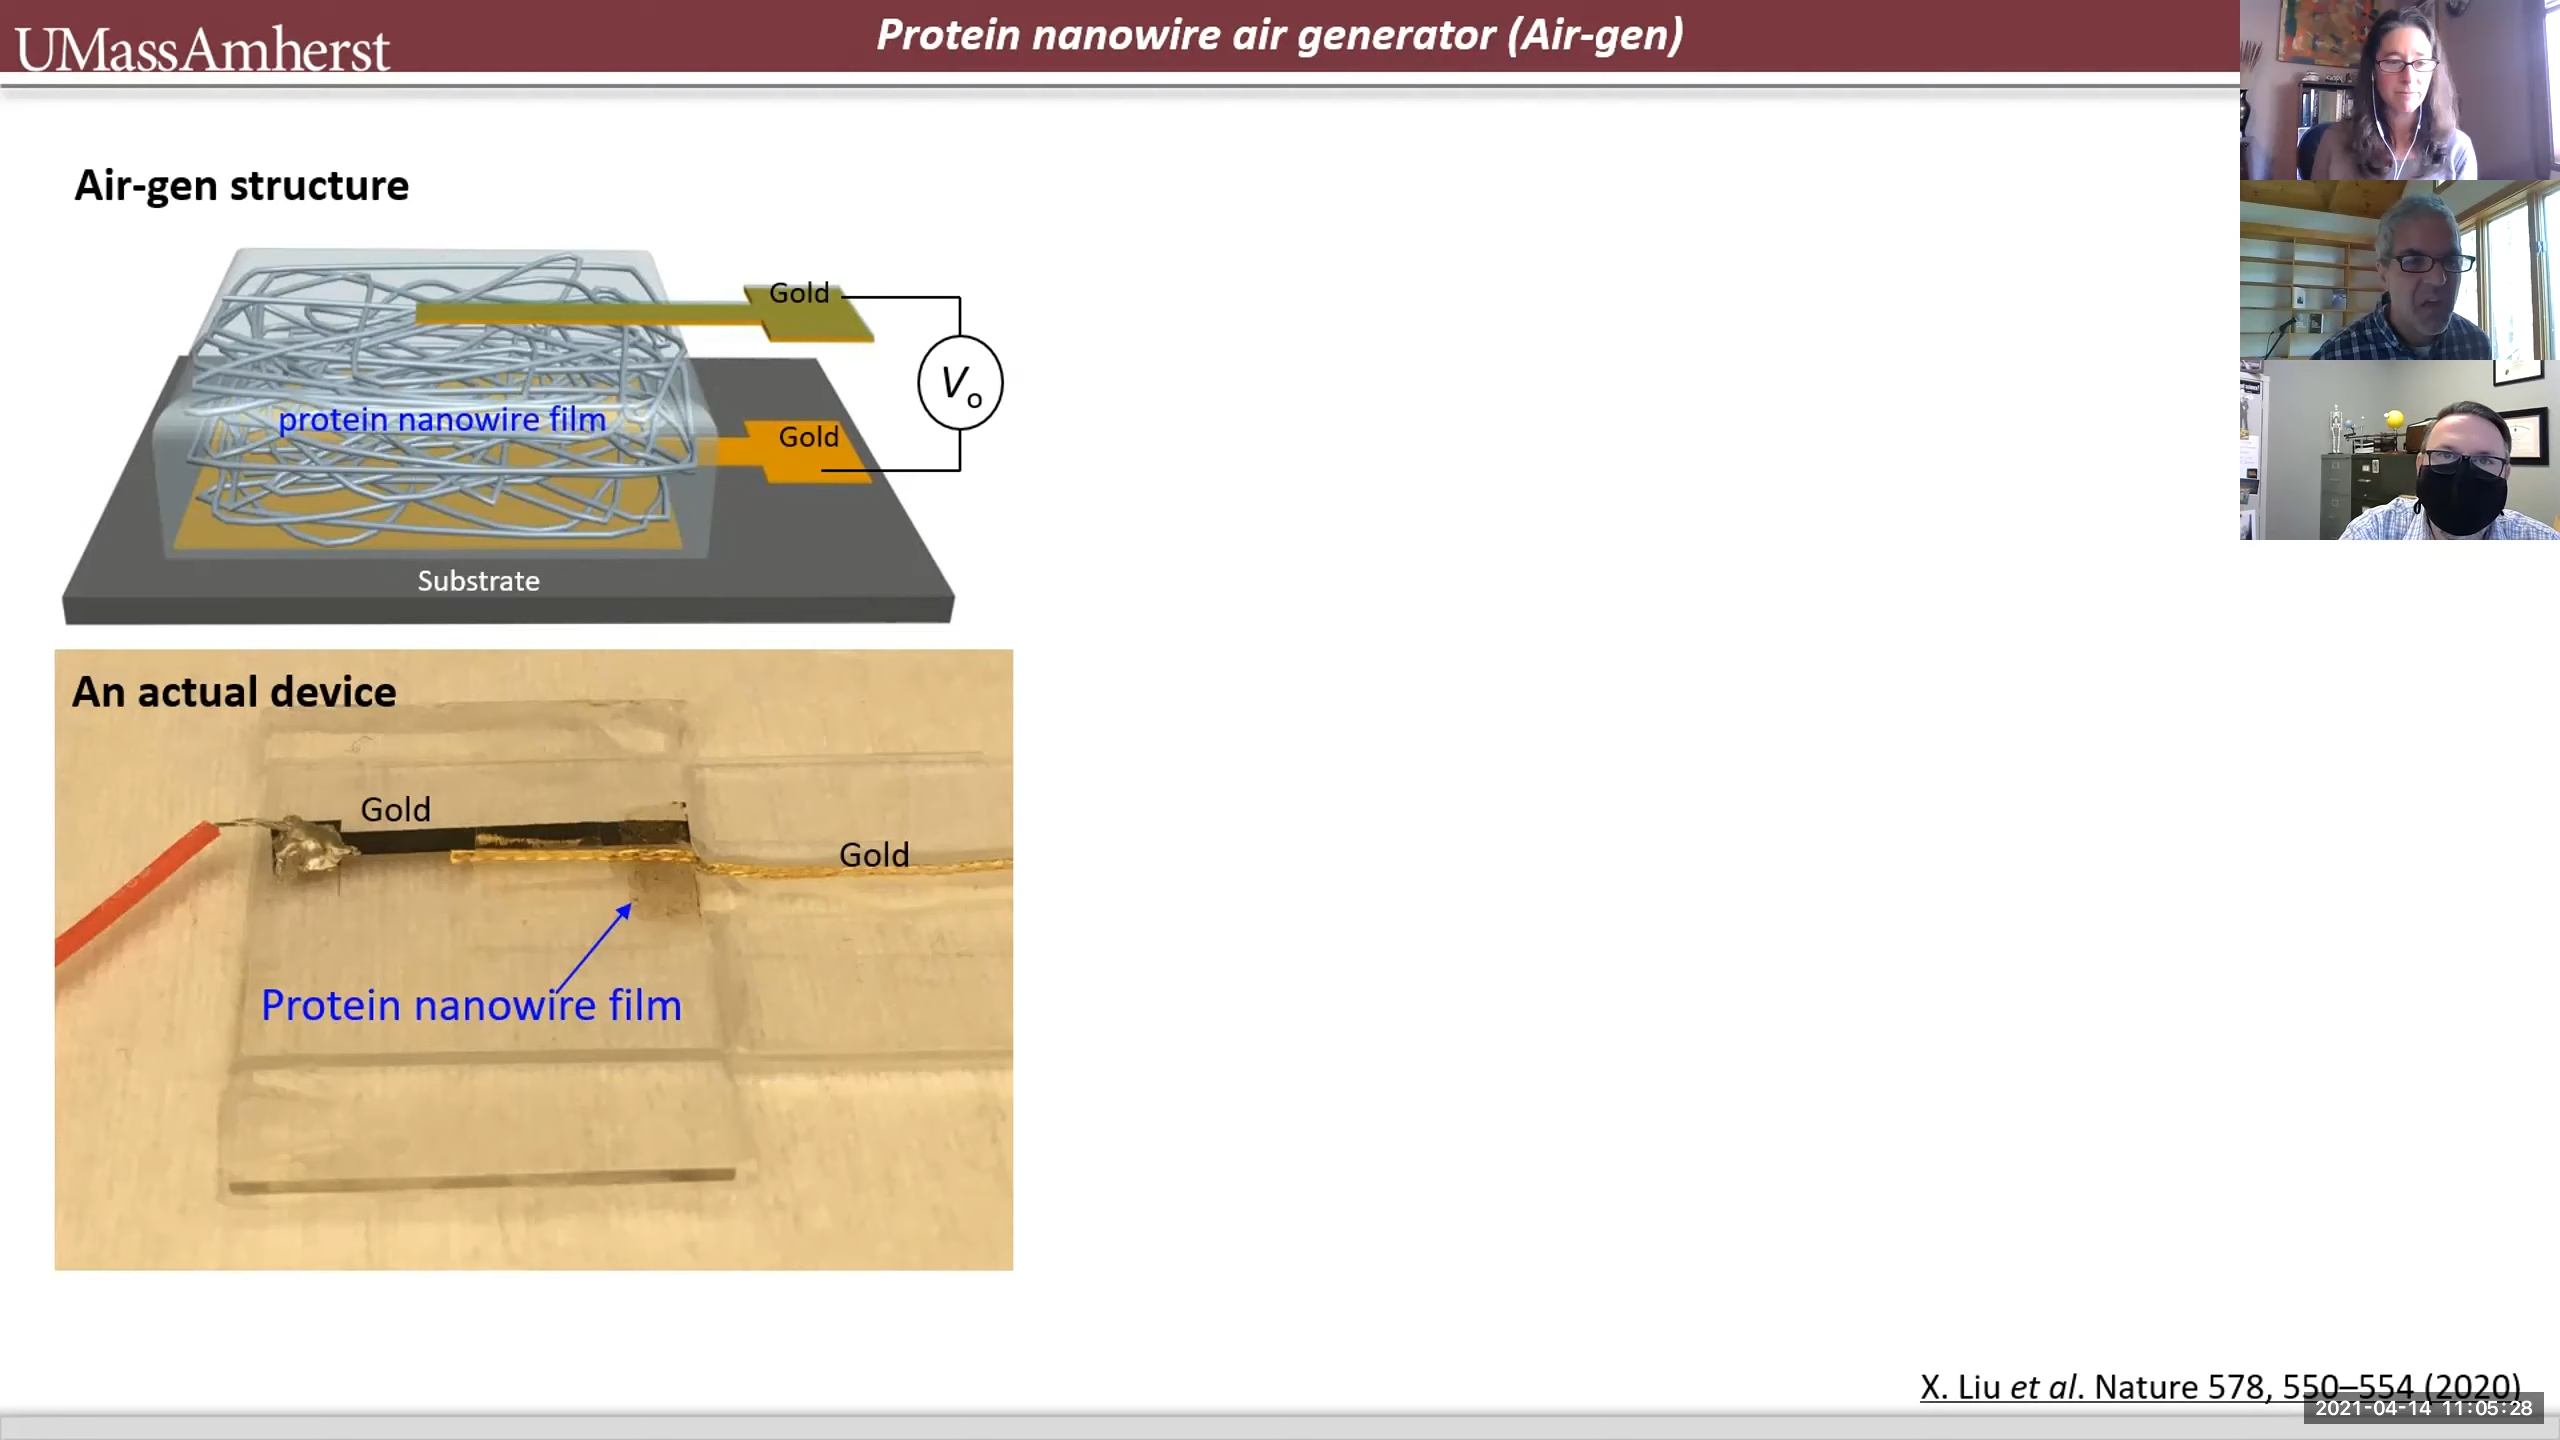 UMassAmherst
Protein nanowire air generator (Air-gen)
Air-gen structure
Gold
Vo
protein nanowire film
Gold
Substrate
An actual device
Gold
Gold
Protein nanowire film
X. Liu et al. Nature 578, 550–554 (2020)
2021-04-14 11:05:28